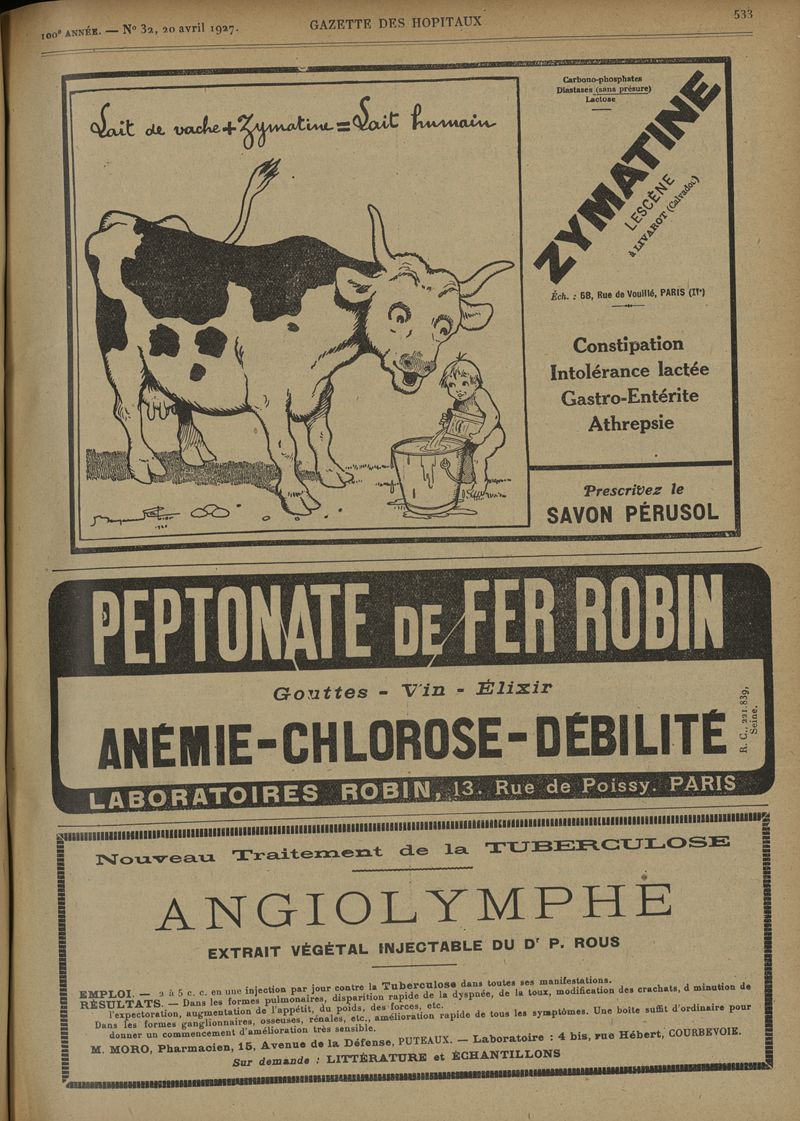 100e ANNÉE. — No 32, 20 avril 1927.
GAZETTE DES HOPITAUX
533
Lait de vache + Zymatine = Lait humain
Carbono-phosphates
Diastases (sans présure)
Lactose
ZYMATINE
LESCÈNE
à LIVAROT (Calvados)
Éch. : 58, Rue de Vouillé, PARIS
Constipation
Intolérance lactée
Gastro-Entérite
Athrepsie
Prescrivez le
SAVON PÉRUSOL
PEPTONATE DE FER ROBIN
Gouttes - Vin - Élixir
ANÉMIE-CHLOROSE-DÉBILITÉ
R. C., 221.839,
Seine.
LABORATOIRES ROBIN, 13. Rue de Poissy. PARIS
Nouveau Traitement de la TUBERCULOSE
ANGIOLYMPHE
EXTRAIT VÉGÉTAL INJECTABLE DU Dr P. ROUS
EMPLOI. — 2 à 5 c. c. en une injection par jour contre la Tuberculose dans toutes ses manifestations.
RÉSULTATS. — Dans les formes pulmonaires, disparition rapide de la dyspnée, de la toux, modification des crachats, d minution de
l'expectoration, augmentation de l'appétit, du poids, des forces, etc.
Dans les formes ganglionnaires, osseuses, rénales, etc., amélioration rapide de tous les symptômes. Une boite suffit d'ordinaire pour
donner un commencement d'amélioration très sensible.
M. MORO, Pharmacien, 15, Avenue de la Défense, PUTEAUX. — Laboratoire : 4 bis, rue Hébert, COURBEVOIE.
Sur demande : LITTÉRATURE et ÉCHANTILLONS